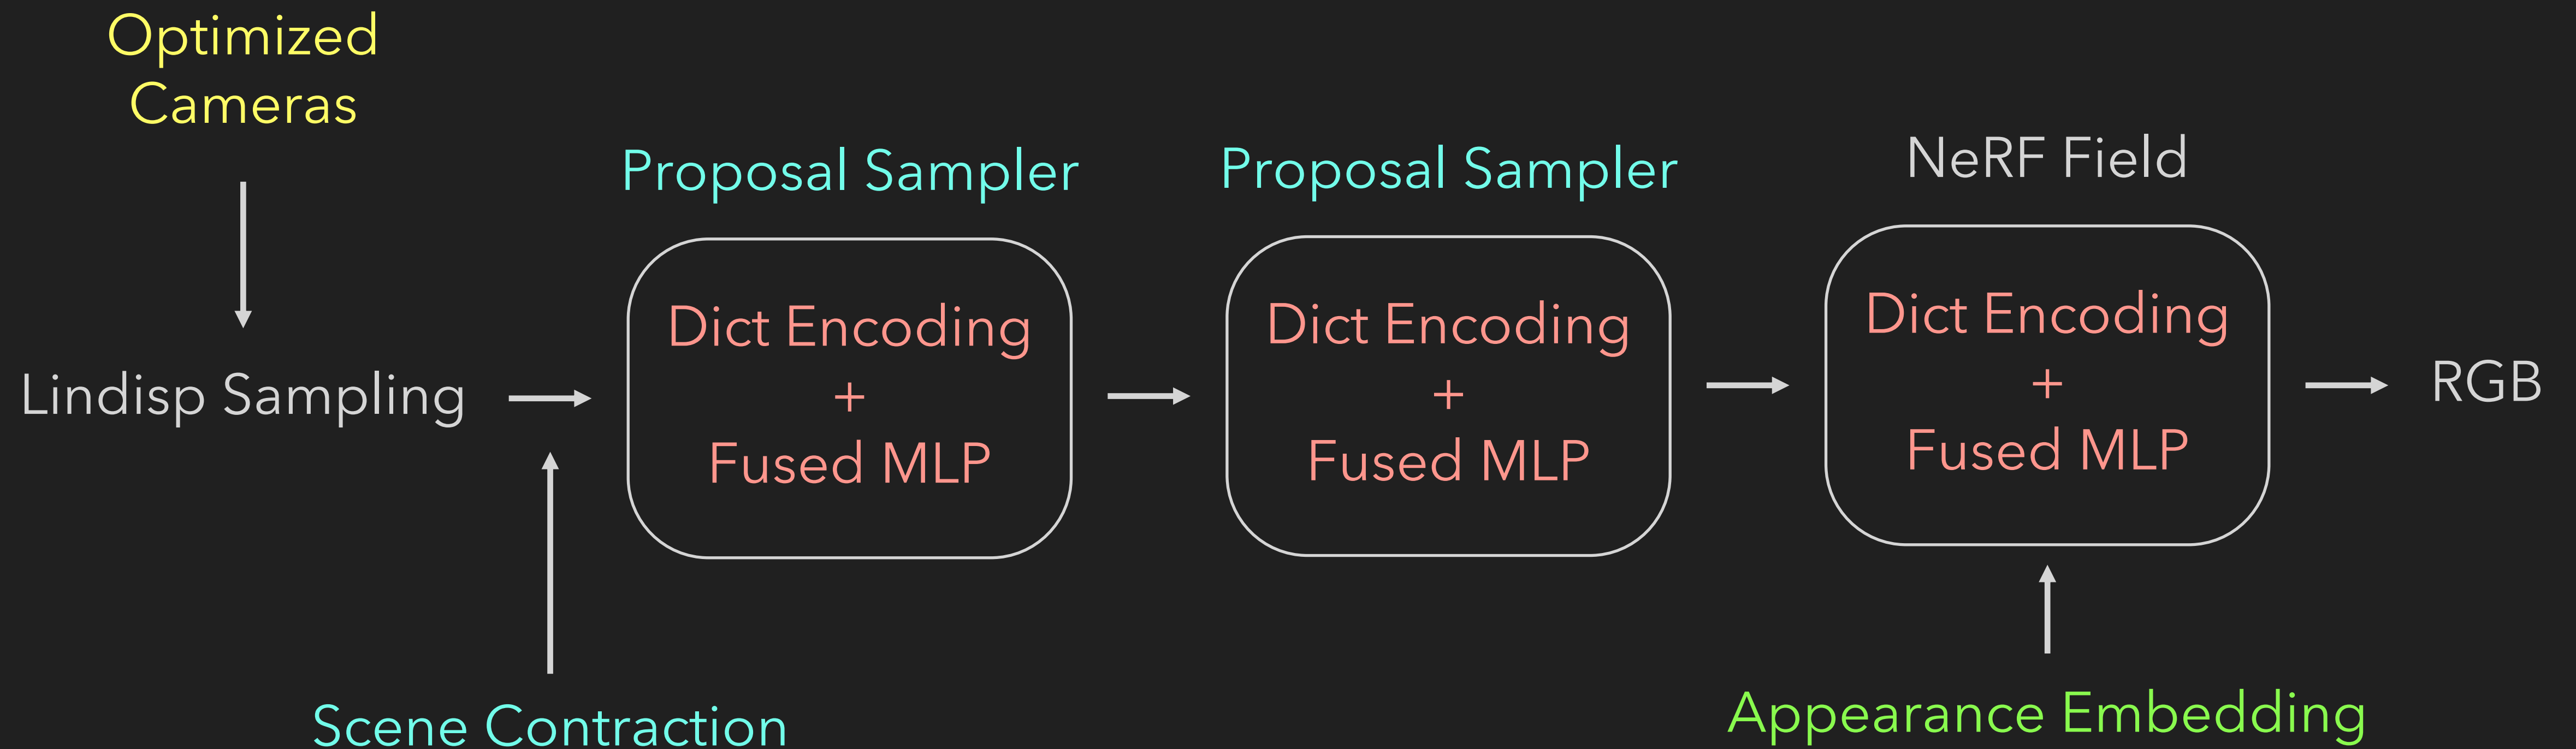 Optimized
Cameras
Proposal Sampler
Proposal Sampler
NeRF Field
Lindisp Sampling
Dict Encoding
+
Fused MLP
Dict Encoding
+
Fused MLP
Dict Encoding
+
Fused MLP
RGB
Scene Contraction
Appearance Embedding